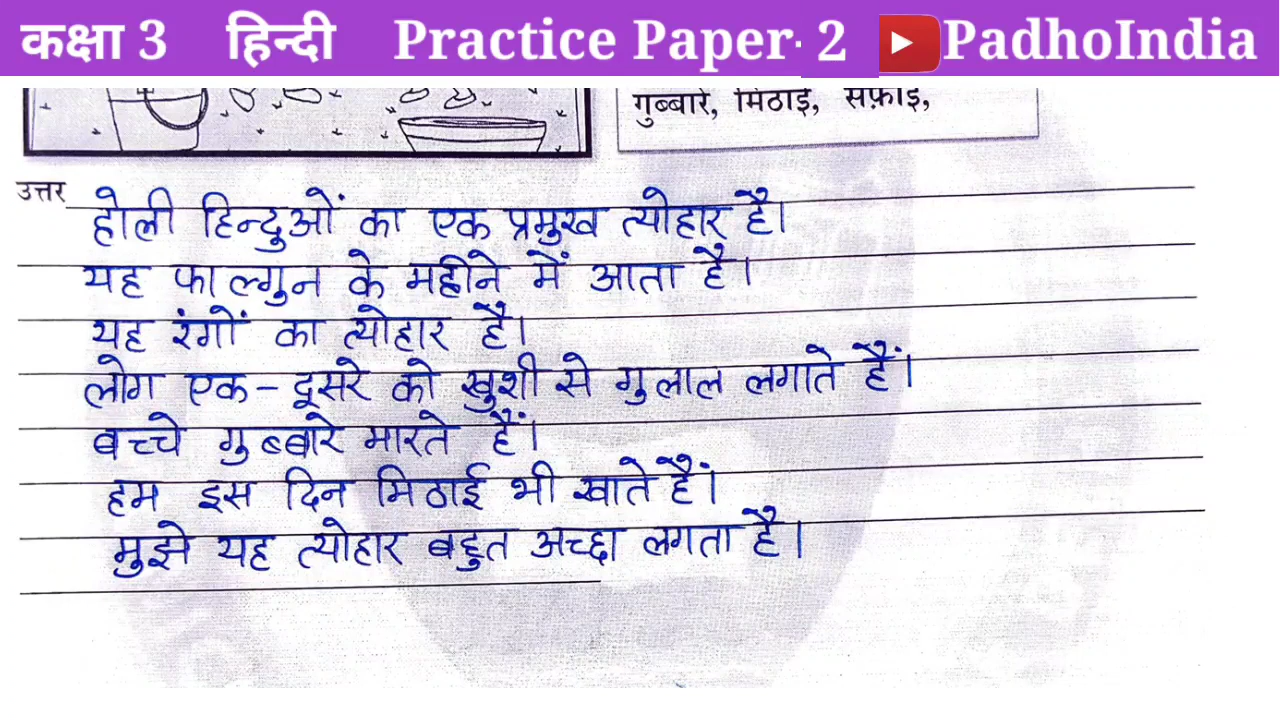 कक्षा 3 हिन्दी Practice Paper- 2 PadhoIndia
गुब्बारे, मिठाई, सफ़ाई,
उत्तर
होली हिन्दुओं का एक प्रमुख त्योहार है।
यह फाल्गुन के महीने में आता है।
यह रंगों का त्योहार है।
लोग एक-दूसरे को खुशी से गुलाल लगाते हैं।
बच्चे गुब्बारे मारते हैं।
हम इस दिन मिठाई भी खाते हैं।
मुझे यह त्योहार बहुत अच्छा लगता है।